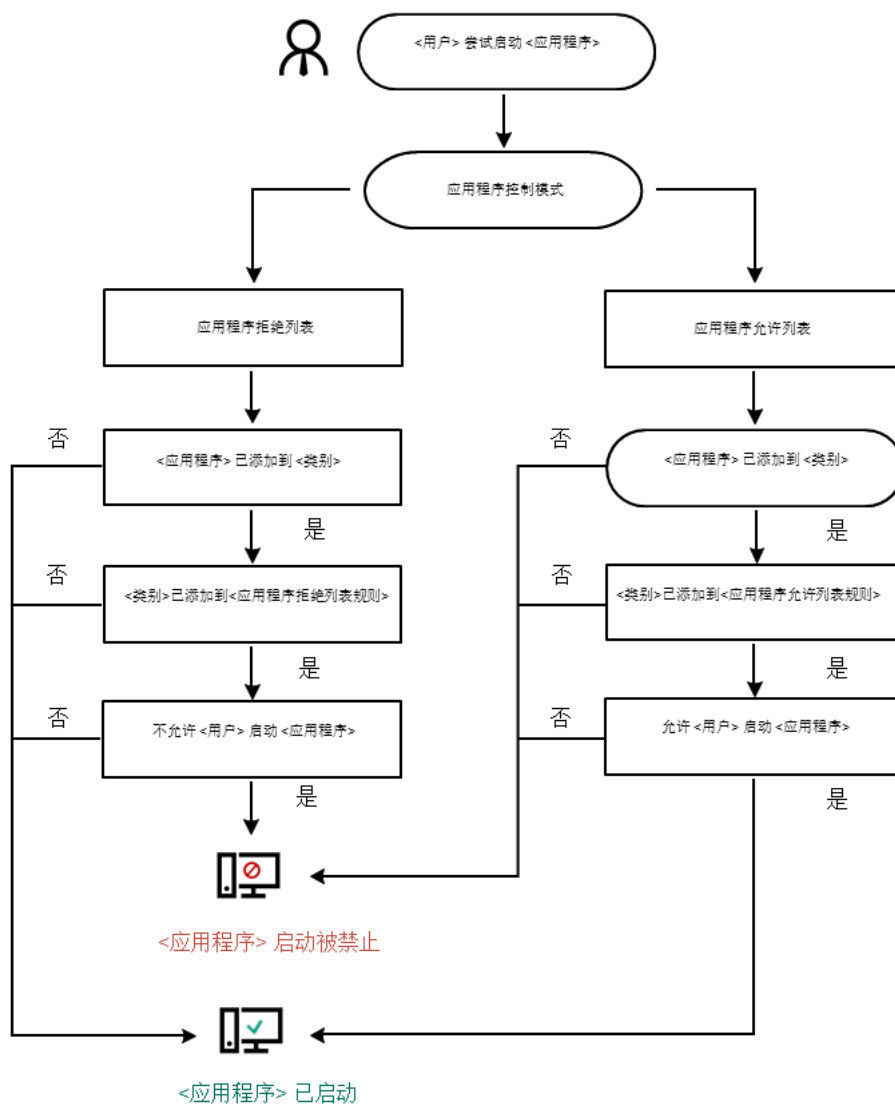 <用户> 尝试启动 <应用程序>
应用程序控制模式
应用程序拒绝列表
应用程序允许列表
否
<应用程序> 已添加到 <类别>
否
<应用程序> 已添加到 <类别>
是
是
否
<类别>已添加到<应用程序拒绝列表规则>
否
<类别>已添加到<应用程序允许列表规则>
是
是
否
不允许 <用户> 启动 <应用程序>
否
允许 <用户> 启动 <应用程序>
是
是
<应用程序> 启动被禁止
<应用程序> 已启动